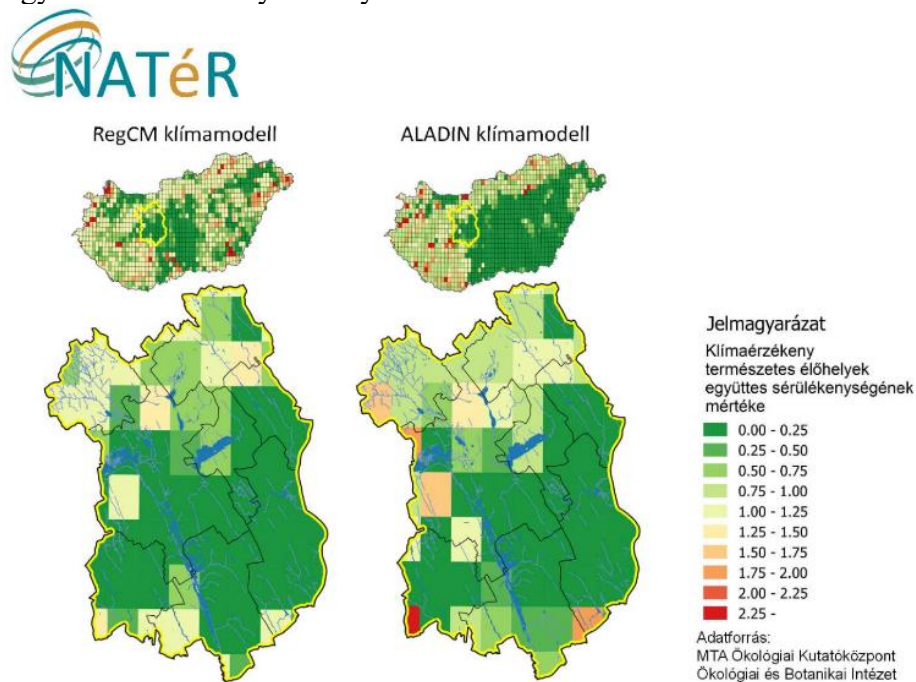 NATéR
RegCM klímamodell
ALADIN klímamodell
Jelmagyarázat
Klímaérzékeny
természetes élőhelyek
együttes sérülékenységének
mértéke
0.00 - 0.25
0.25 - 0.50
0.50 - 0.75
0.75 - 1.00
1.00 - 1.25
1.25 - 1.50
1.50 - 1.75
1.75 - 2.00
2.00 - 2.25
2.25 -
Adatforrás:
MTA Ökológiai Kutatóközpont
Ökológiai és Botanikai Intézet